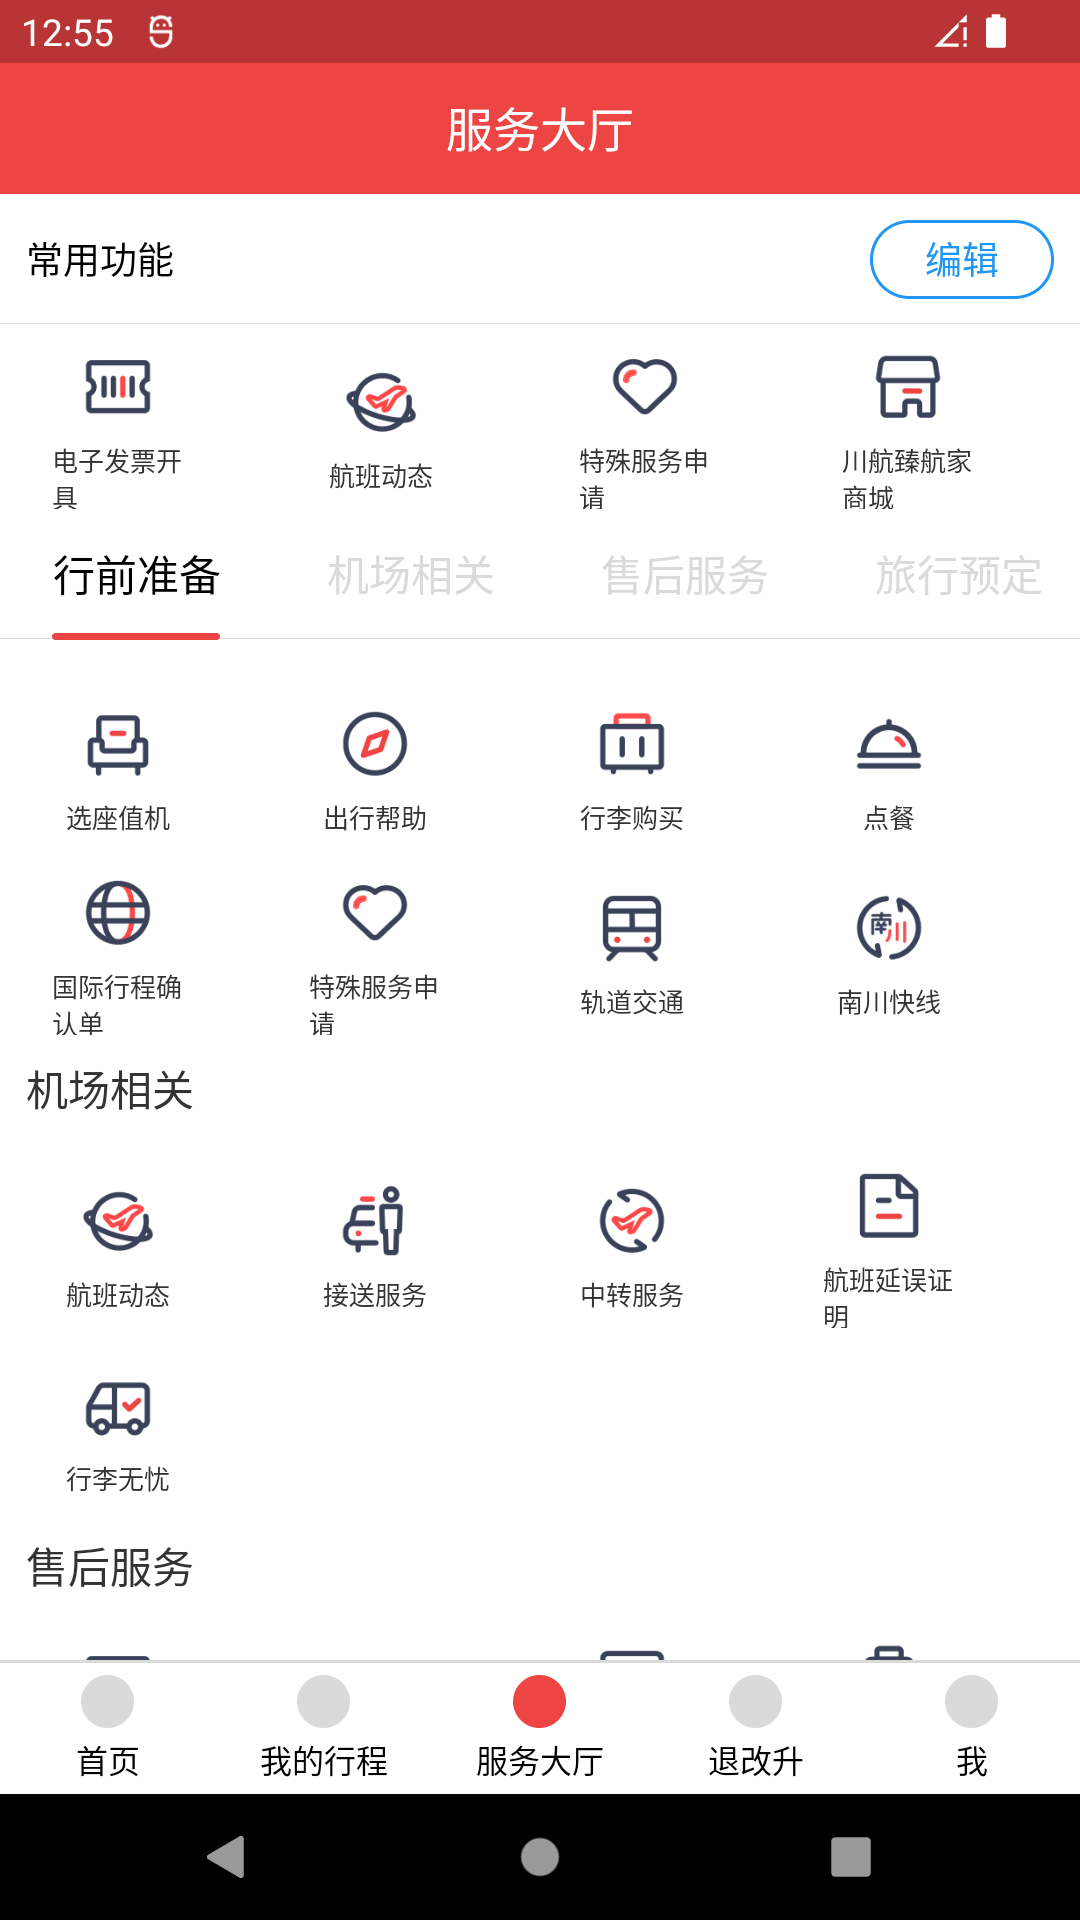 12:55
服务大厅
常用功能
编辑
电子发票开
具
航班动态
特殊服务申
请
川航臻航家
商城
行前准备
机场相关
售后服务
旅行预定
选座值机
出行帮助
行李购买
点餐
国际行程确
认单
特殊服务申
请
轨道交通
南川
南川快线
机场相关
航班动态
接送服务
中转服务
航班延误证
明
行李无忧
售后服务
首页
我的行程
服务大厅
退改升
我